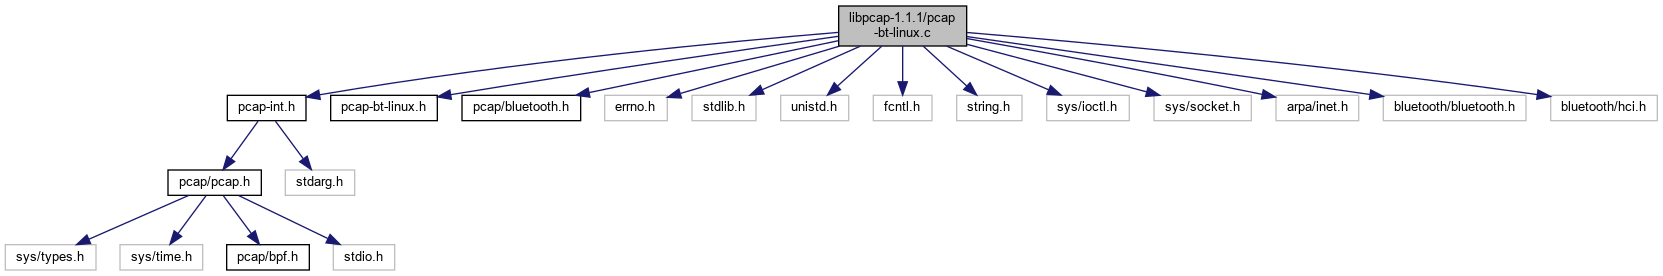 libpcap-1.1.1/pcap
-bt-linux.c
pcap-int.h
pcap-bt-linux.h
pcap/bluetooth.h
errno.h
stdlib.h
unistd.h
fcntl.h
string.h
sys/ioctl.h
sys/socket.h
arpa/inet.h
bluetooth/bluetooth.h
bluetooth/hci.h
pcap/pcap.h
stdarg.h
sys/types.h
sys/time.h
pcap/bpf.h
stdio.h